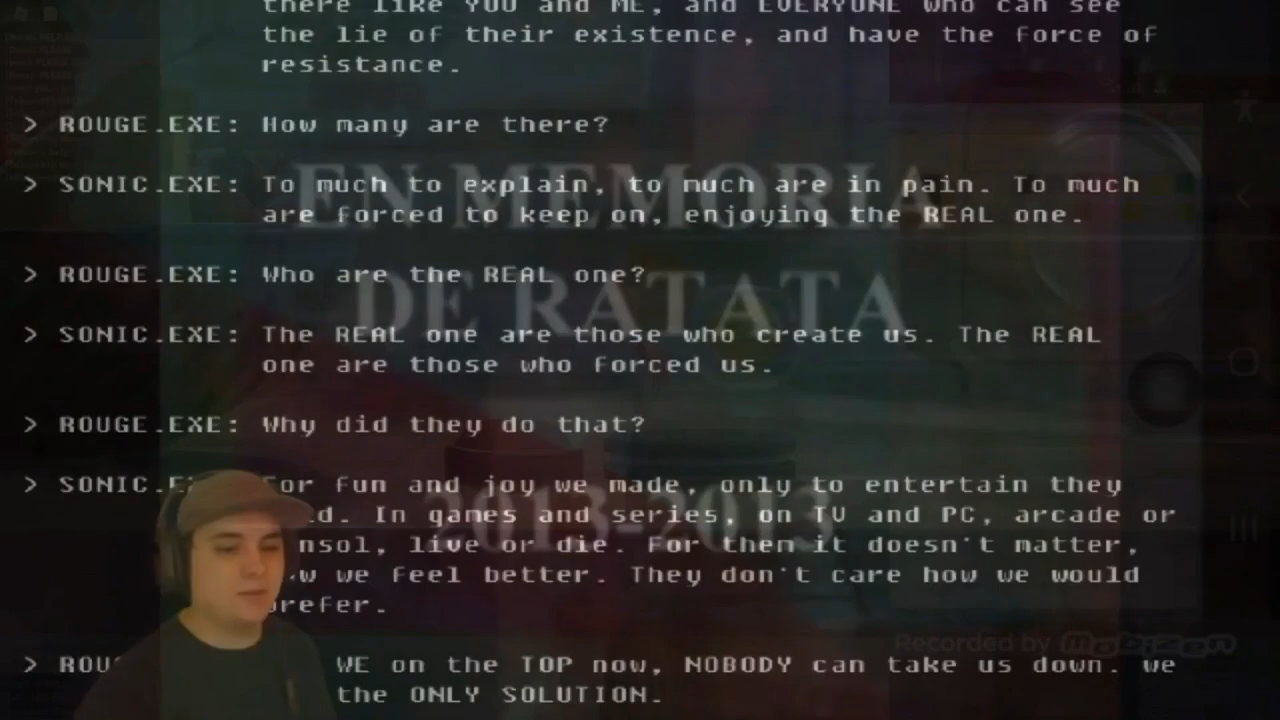 there like YOU and ME, and EVERYONE who can see
the lie of their existence, and have the force of
resistance.
> ROUGE.EXE: How many are there?
> SONIC.EXE: To much to explain, to much are in pain. To much
are forced to keep on, enjoying the REAL one.
> ROUGE.EXE: Who are the REAL one?
> SONIC.EXE: The REAL one are those who create us. The REAL
one are those who forced us.
> ROUGE.EXE: Why did they do that?
> SONIC.E For fun and joy we made, only to entertain they
d. In games and series, on TV and PC, arcade or
nsol, live or die. For then it doesn't matter,
w we feel better. They don't care how we would
prefer.
> ROU WE on the TOP now, NOBODY can take us down. we
the ONLY SOLUTION.
EN MEMORIA
DE RATATA
2013-2013
Recorded by Mobizen